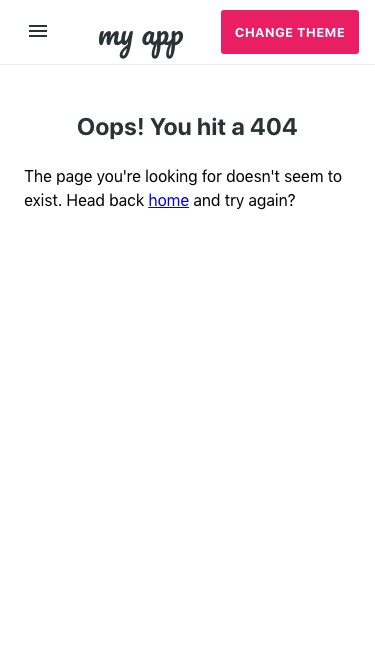 my app
CHANGE THEME
Oops! You hit a 404
The page you're looking for doesn't seem to
exist. Head back home and try again?